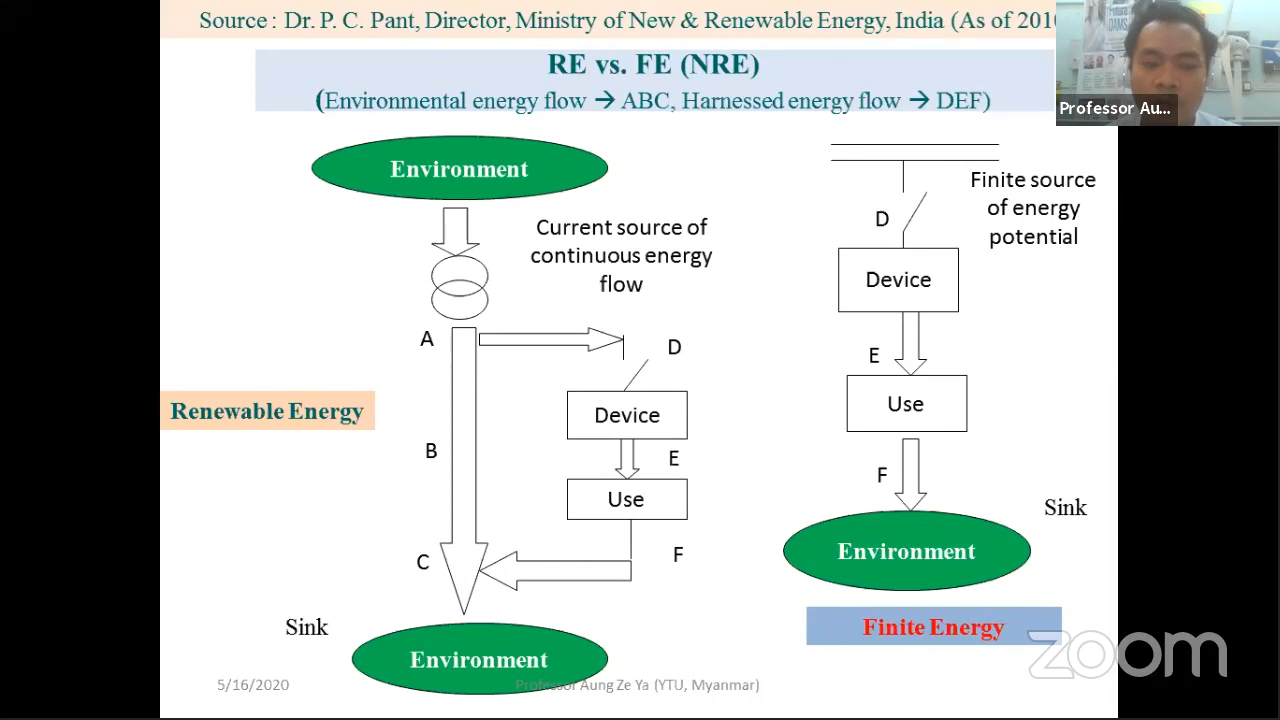 Source : Dr. P. C. Pant, Director, Ministry of New & Renewable Energy, India (As of
RE vs. FE (NRE)
(Environmental energy flow → ABC, Harnessed energy flow → DEF)
Professor Au...
Environment
Current source of
continuous energy
flow
A
D
Device
Renewable Energy
B
E
Use
C
F
Sink
Environment
Finite source
of energy
potential
D
Device
E
Use
F
Sink
Environment
Finite Energy
5/16/2020
Professor Aung Ze Ya (YTU, Myanmar)
zoom